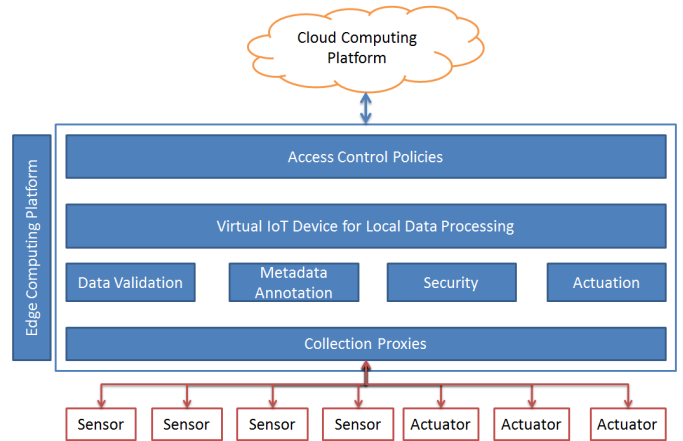 Cloud Computing
Platform
Edge Computing Platform
Access Control Policies
Virtual IoT Device for Local Data Processing
Data Validation
Metadata
Annotation
Security
Actuation
Collection Proxies
Sensor
Sensor
Sensor
Sensor
Actuator
Actuator
Actuator